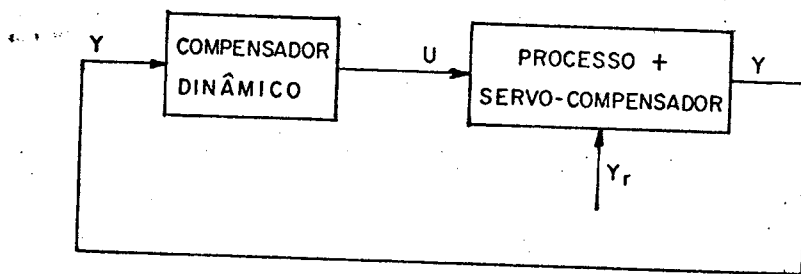 Y
COMPENSADOR
DINÂMICO
U
PROCESSO +
SERVO-COMPENSADOR
Y
Yr